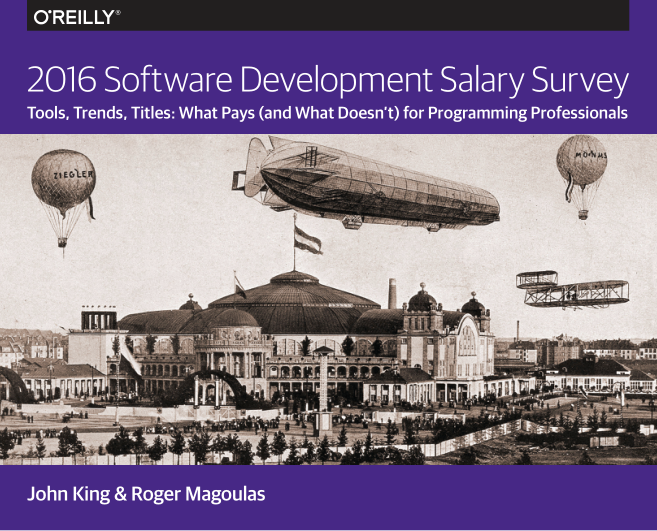 O'REILLY®
2016 Software Development Salary Survey
Tools, Trends, Titles: What Pays (and What Doesn't) for Programming Professionals
ZIEGLER
MONUS
John King & Roger Magoulas